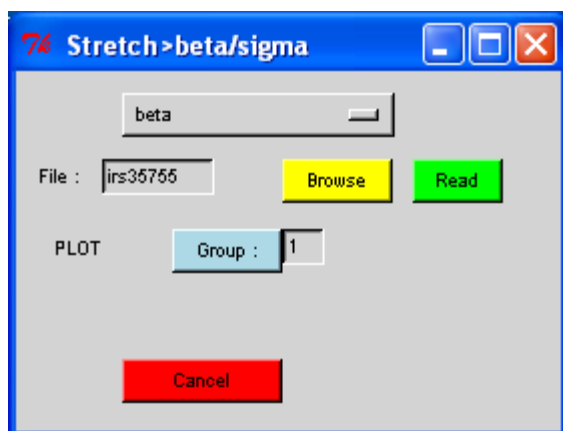 Stretch>beta/sigma
beta
File : irs35755 Browse Read
PLOT Group : 1
Cancel